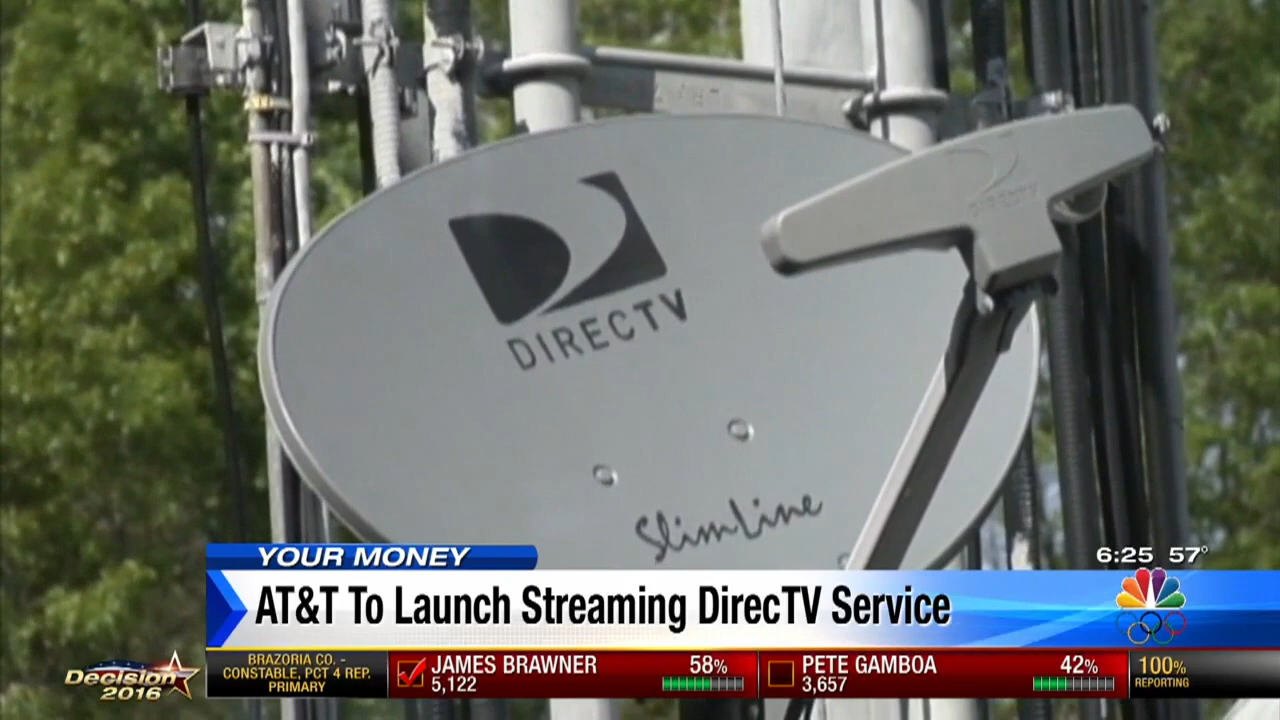 DIRECTV
DIRECTV
SlimLine
6:25 57°
YOUR MONEY
AT&T To Launch Streaming DirecTV Service
Decision
2016
BRAZORIA CO. -
CONSTABLE, PCT 4 REP.
PRIMARY
JAMES BRAWNER 58%
5,122
PETE GAMBOA 42%
3,657
100%
REPORTING